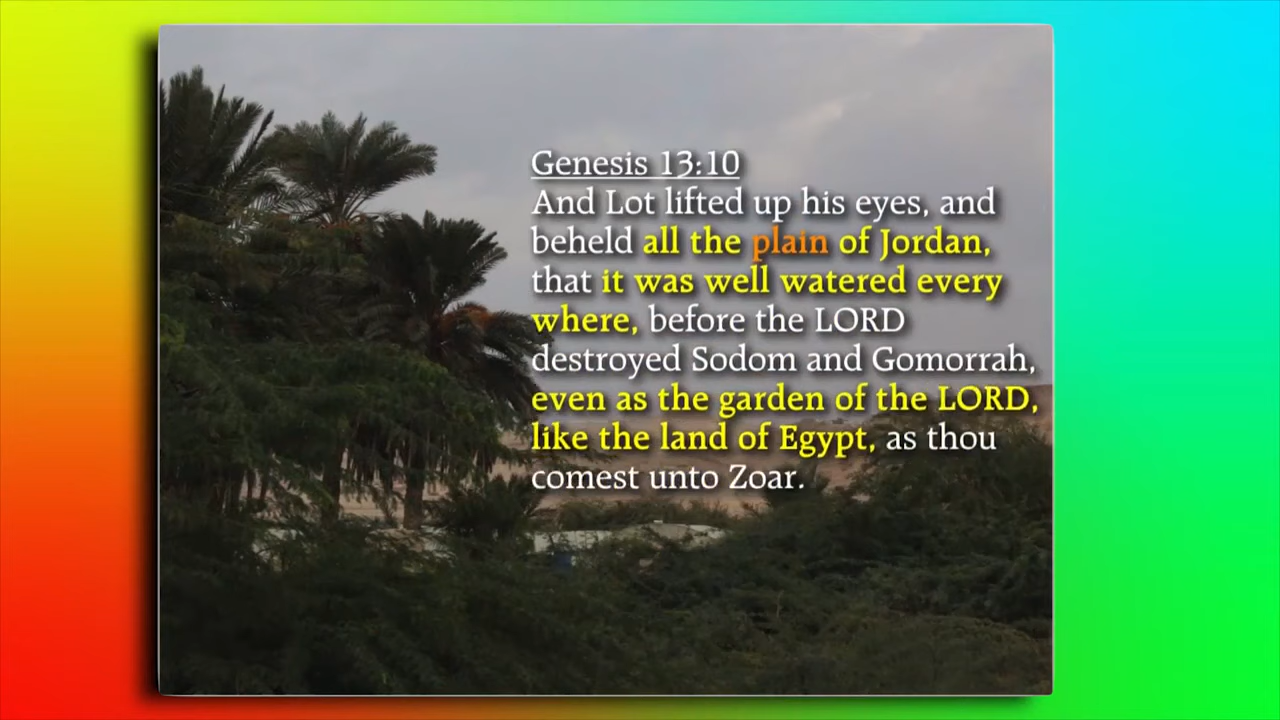 Genesis 13:10
And Lot lifted up his eyes, and
beheld all the plain of Jordan,
that it was well watered every
where, before the LORD
destroyed Sodom and Gomorrah,
even as the garden of the LORD,
like the land of Egypt, as thou
comest unto Zoar.